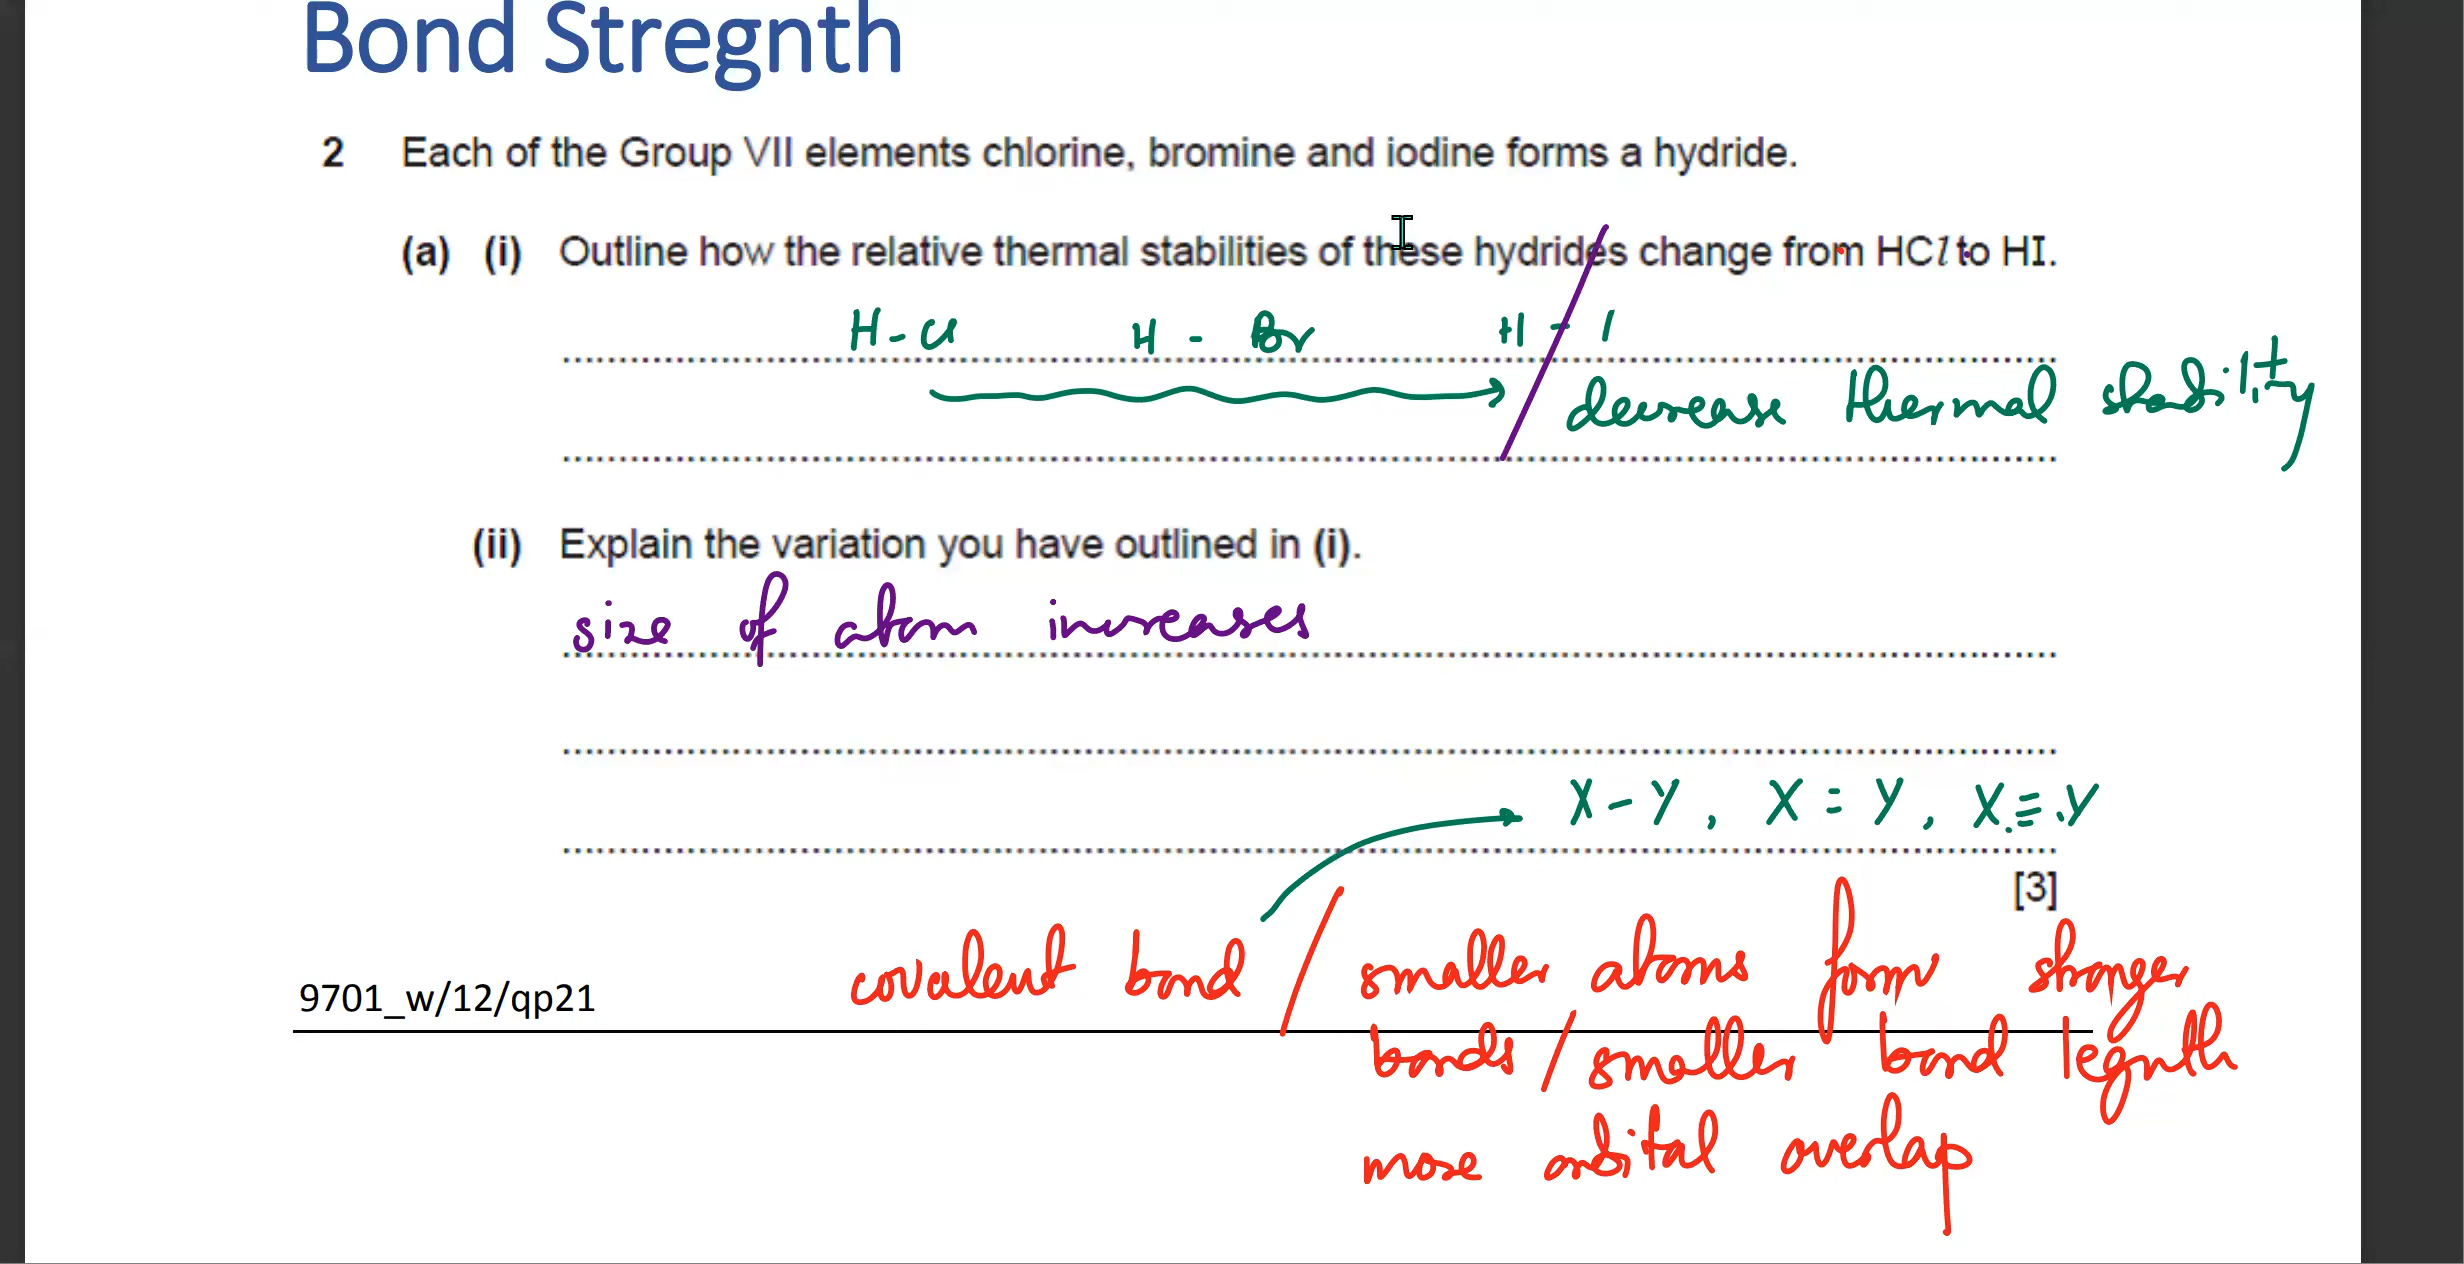 Bond Stregnth
2 Each of the Group VII elements chlorine, bromine and iodine forms a hydride.
(a) (i) Outline how the relative thermal stabilities of these hydrides change from HCl to HI.
H-Cl H - Br H - I
decrease thermal stability
(ii) Explain the variation you have outlined in (i).
size of atom increases
X-Y, X=Y, X≡Y
[3]
covalent bond / smaller atoms form stronger
9701_w/12/qp21
bonds / smaller bond legnth
more orbital overlap